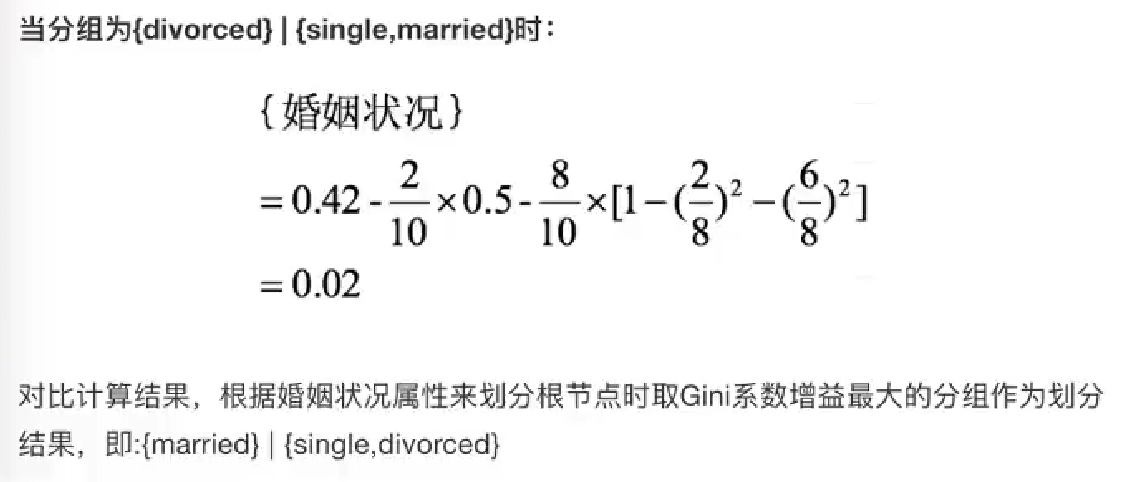 当分组为{divorced} | {single,married}时：
{婚姻状况}
= 0.42 - \frac{2}{10} × 0.5 - \frac{8}{10} × [1 − (\frac{2}{8})² − (\frac{6}{8})²]
= 0.02
对比计算结果，根据婚姻状况属性来划分根节点时取Gini系数增益最大的分组作为划分
结果，即:{married} | {single,divorced}